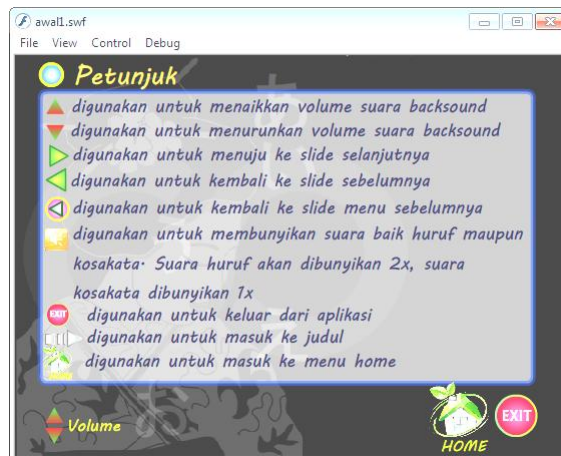 awal1.swf
File View Control Debug
Petunjuk
digunakan untuk menaikkan volume suara backsound
digunakan untuk menurunkan volume suara backsound
digunakan untuk menuju ke slide selanjutnya
digunakan untuk kembali ke slide sebelumnya
digunakan untuk kembali ke slide menu sebelumnya
digunakan untuk membunyikan suara baik huruf maupun
kosakata. Suara huruf akan dibunyikan 2x, suara
kosakata dibunyikan 1x
EXIT digunakan untuk keluar dari aplikasi
digunakan untuk masuk ke judul
digunakan untuk masuk ke menu home
Volume
HOME
EXIT